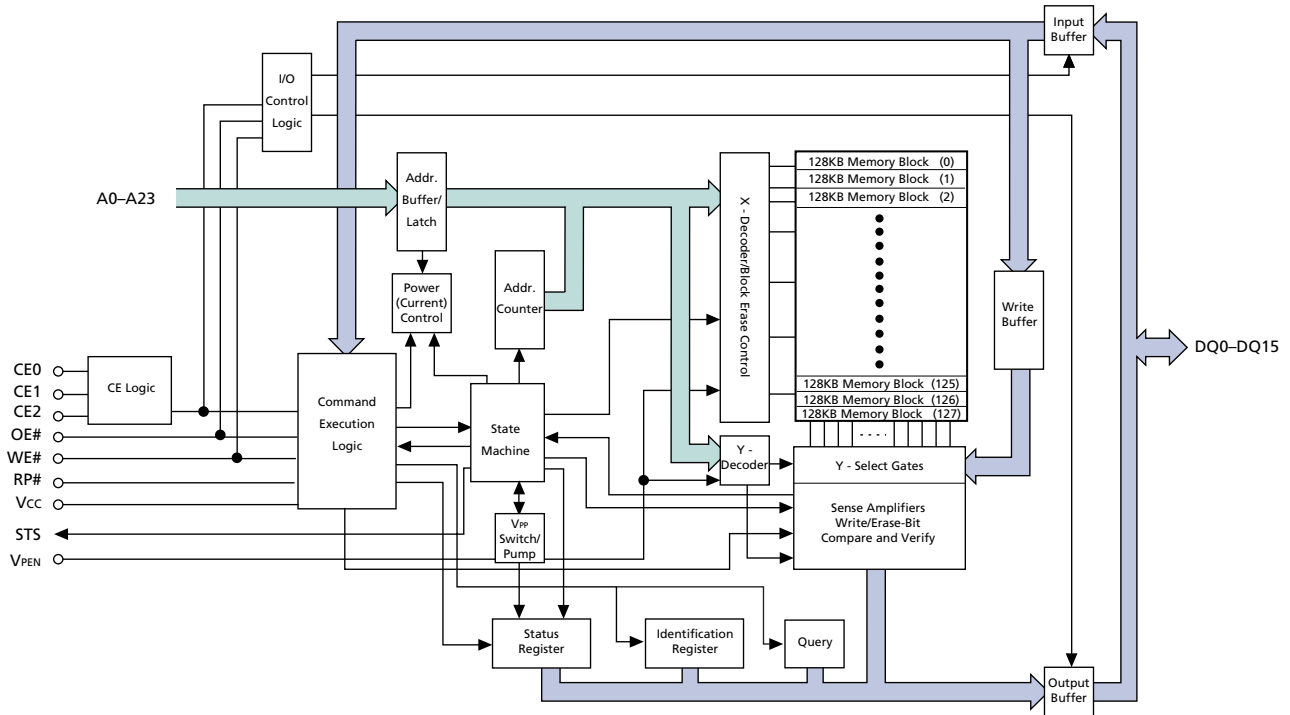 Input
Buffer
I/O
Control
Logic
A0–A23
Addr.
Buffer/
Latch
X - Decoder/Block Erase Control
128KB Memory Block (0)
128KB Memory Block (1)
128KB Memory Block (2)
Power
(Current)
Control
Addr.
Counter
Write
Buffer
DQ0–DQ15
CE0
CE1
CE2
OE#
WE#
RP#
VCC
STS
VPEN
CE Logic
Command
Execution
Logic
State
Machine
128KB Memory Block (125)
128KB Memory Block (126)
128KB Memory Block (127)
Y -
Decoder
Y - Select Gates
Sense Amplifiers
Write/Erase-Bit
Compare and Verify
VPP
Switch/
Pump
Status
Register
Identification
Register
Query
Output
Buffer